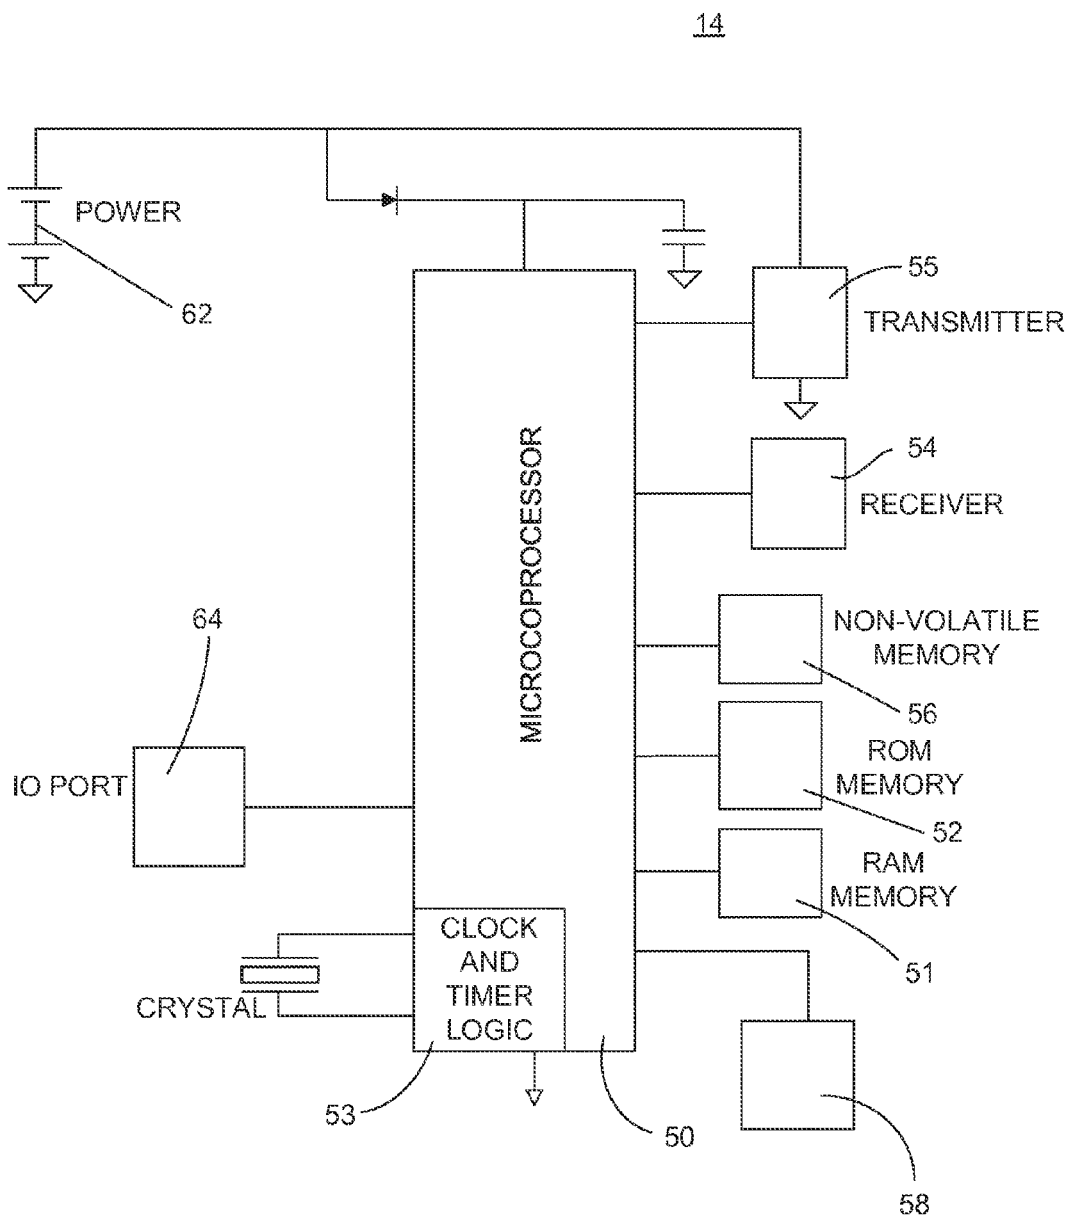 14
POWER
62
55
TRANSMITTER
54
RECEIVER
MICROCOPROCESSOR
NON-VOLATILE
MEMORY
56
64
ROM
MEMORY
52
IO PORT
RAM
MEMORY
51
CLOCK
AND
TIMER
LOGIC
CRYSTAL
53
50
58